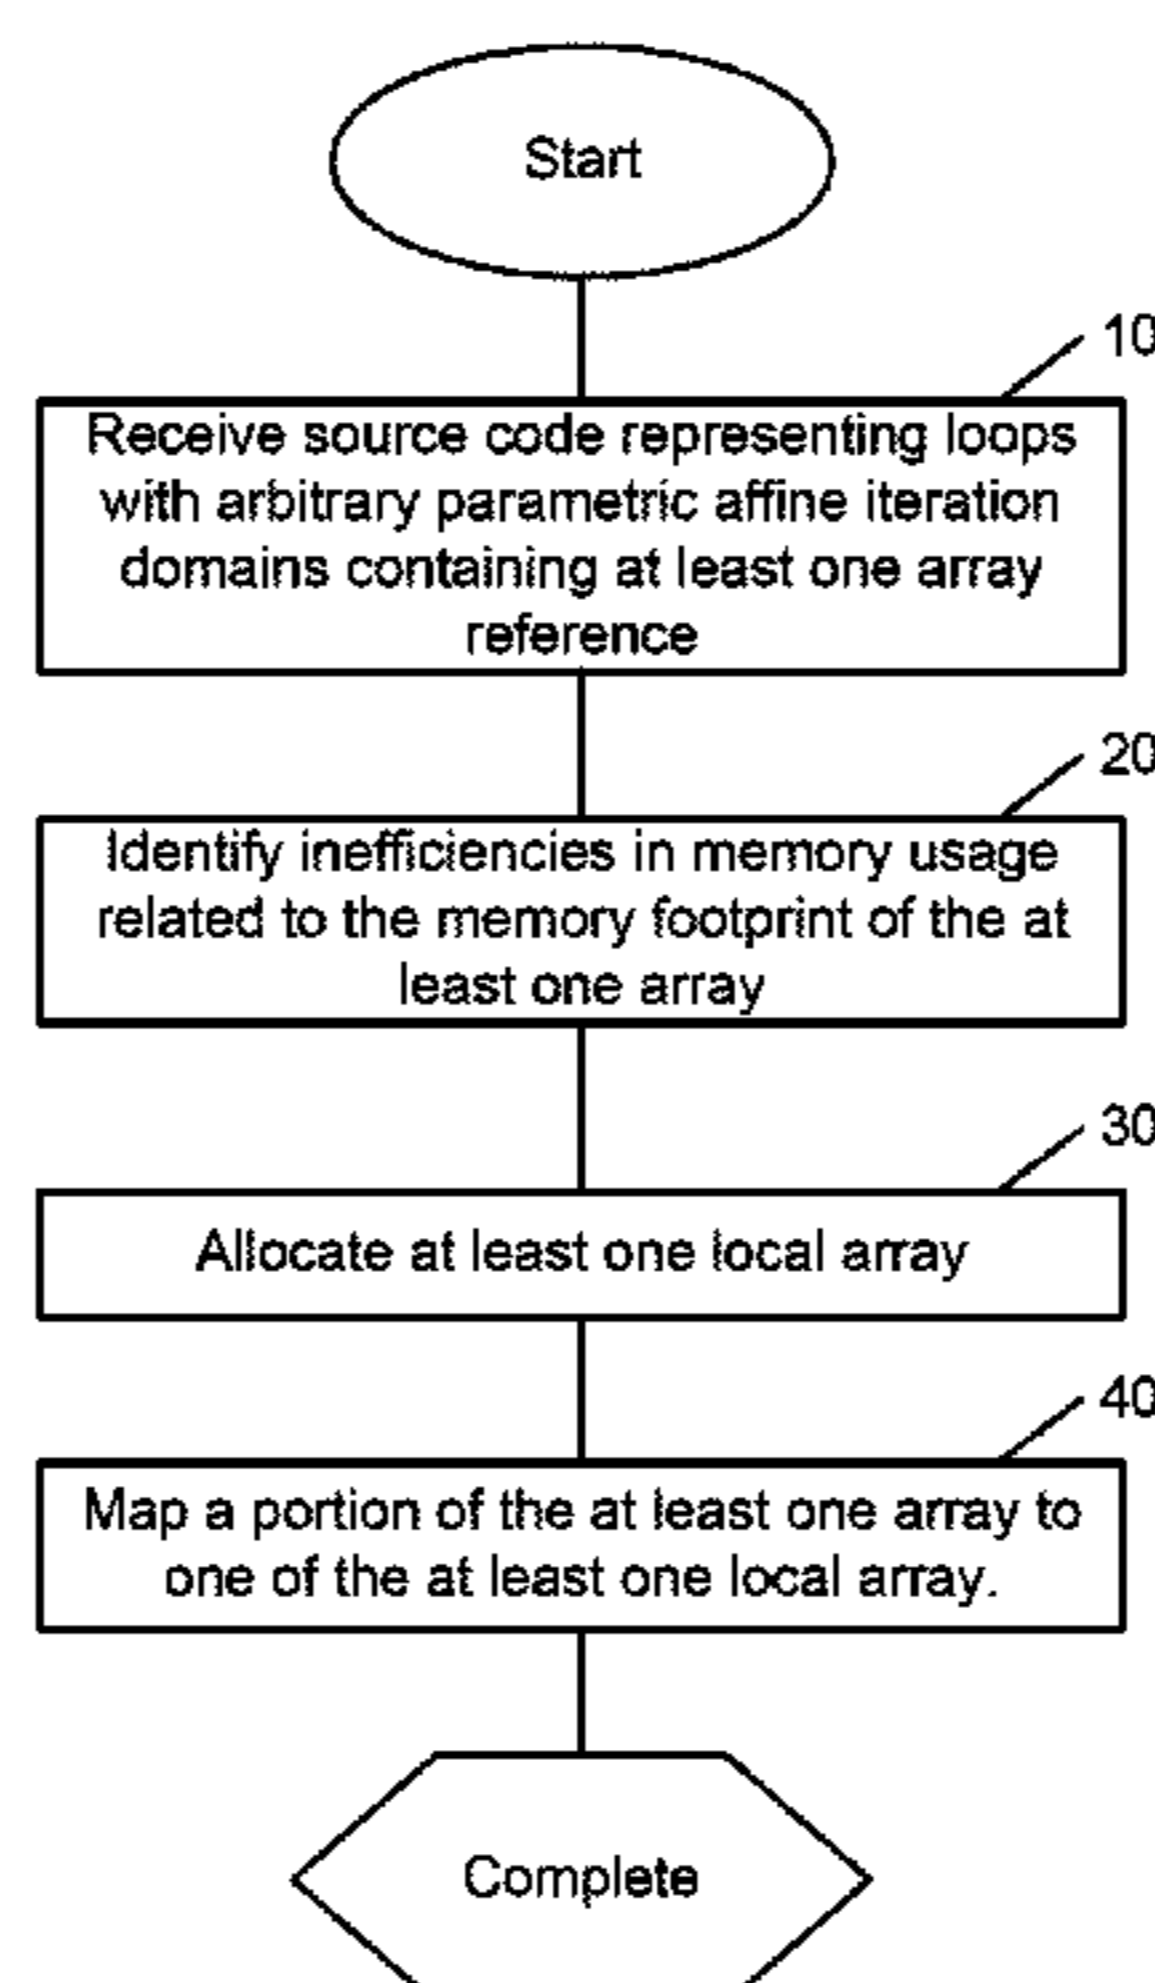 Start
10
Receive source code representing loops
with arbitrary parametric affine iteration
domains containing at least one array
reference
20
Identify inefficiencies in memory usage
related to the memory footprint of the at
least one array
30
Allocate at least one local array
40
Map a portion of the at least one array to
one of the at least one local array.
Complete